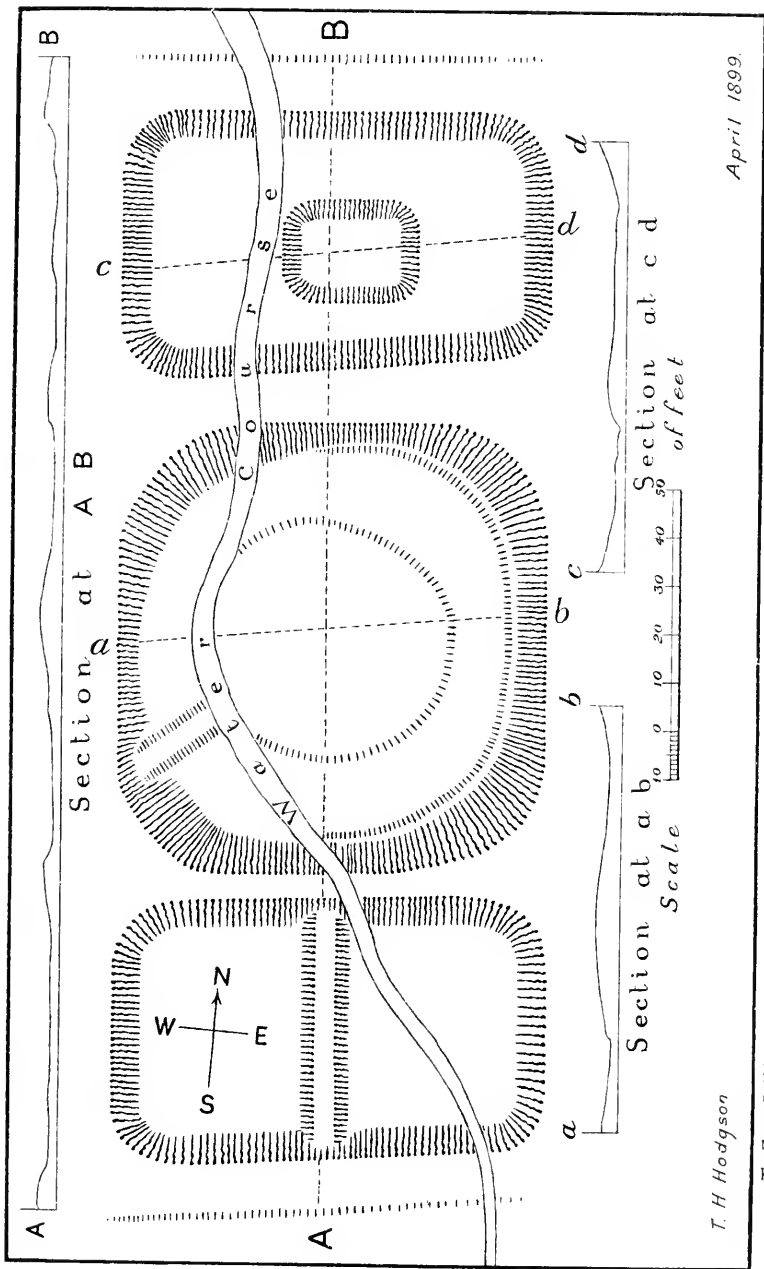 A B
Section at A B
c
a
Water Course
B
W N
S E
A
b
d
a b c d
Section at a b
Section at c d
Scale
of feet
10 0 10 20 30 40 50
T. H Hodgson
April 1899.